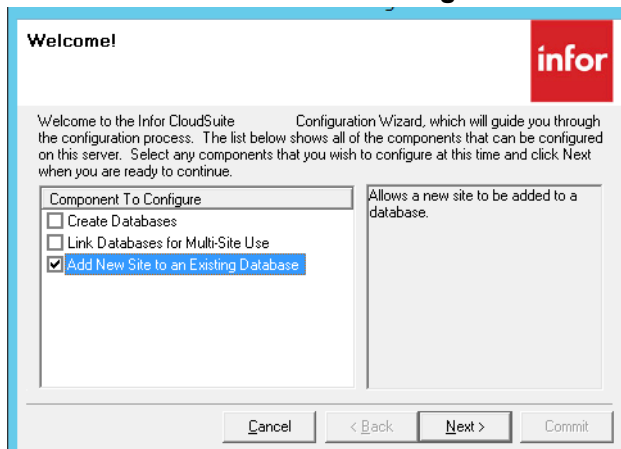 Welcome!
infor
Welcome to the Infor CloudSuite Configuration Wizard, which will guide you through
the configuration process. The list below shows all of the components that can be configured
on this server. Select any components that you wish to configure at this time and click Next
when you are ready to continue.
Component To Configure
Create Databases
Link Databases for Multi-Site Use
Add New Site to an Existing Database
Allows a new site to be added to a
database.
Cancel
< Back
Next >
Commit